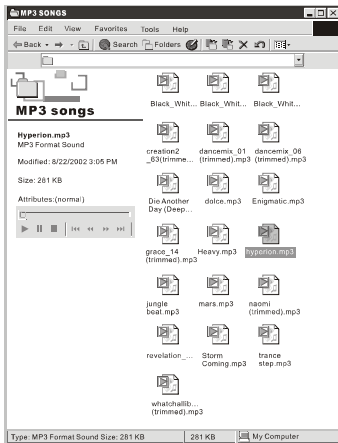 MP3 SONGS
File Edit View Favorites Tools Help
Back Search Folders
MP3 songs
Hyperion.mp3
MP3 Format Sound
Modified: 8/22/2002 3:05 PM
Size: 281 KB
Attributes:(normal)
Black_Whit... Black_Whit... Black_Whit...
creation2 dancemix_01 dancemix_06
_63(trimme... (trimmed).mp3 (trimmed).mp3
Die Another dolce.mp3 Enigmatic.mp3
Day (Deep...
grace_14 Heavy.mp3 hyperion.mp3
(trimmed).mp3
jungle mars.mp3 naomi
beat.mp3 (trimmed).mp3
revelation_... Storm trance
Coming.mp3 step.mp3
whatchallib...
(trimmed).mp3
Type: MP3 Format Sound Size: 281 KB 281 KB My Computer